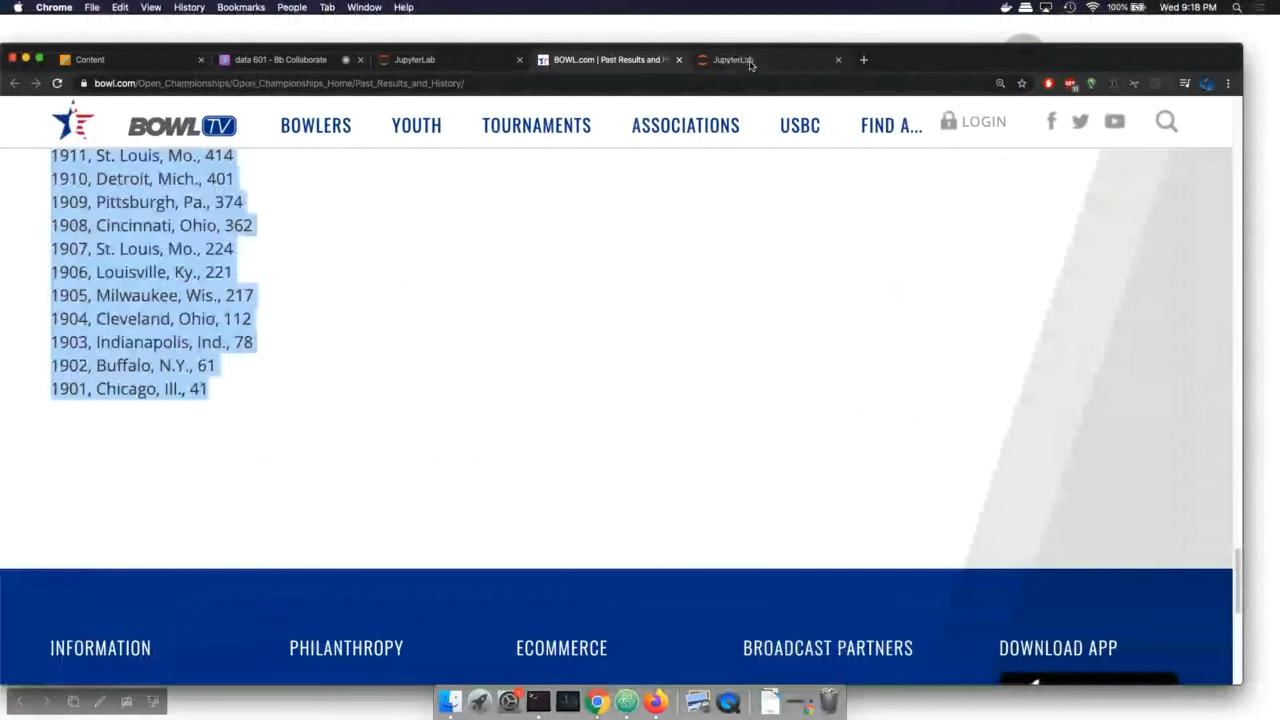 Chrome File Edit View History Bookmarks People Tab Window Help 100% Wed 9:18 PM
Content data 601 - Bb Collaborate JupyterLab BOWL.com | Past Results and H JupyterLab
bowl.com/Open_Championships/Open_Championships_Home/Past_Results_and_History/
BOWL TV BOWLERS YOUTH TOURNAMENTS ASSOCIATIONS USBC FIND A... LOGIN
1911, St. Louis, Mo., 414
1910, Detroit, Mich., 401
1909, Pittsburgh, Pa., 374
1908, Cincinnati, Ohio, 362
1907, St. Louis, Mo., 224
1906, Louisville, Ky., 221
1905, Milwaukee, Wis., 217
1904, Cleveland, Ohio, 112
1903, Indianapolis, Ind., 78
1902, Buffalo, N.Y., 61
1901, Chicago, Ill., 41
INFORMATION PHILANTHROPY ECOMMERCE BROADCAST PARTNERS DOWNLOAD APP